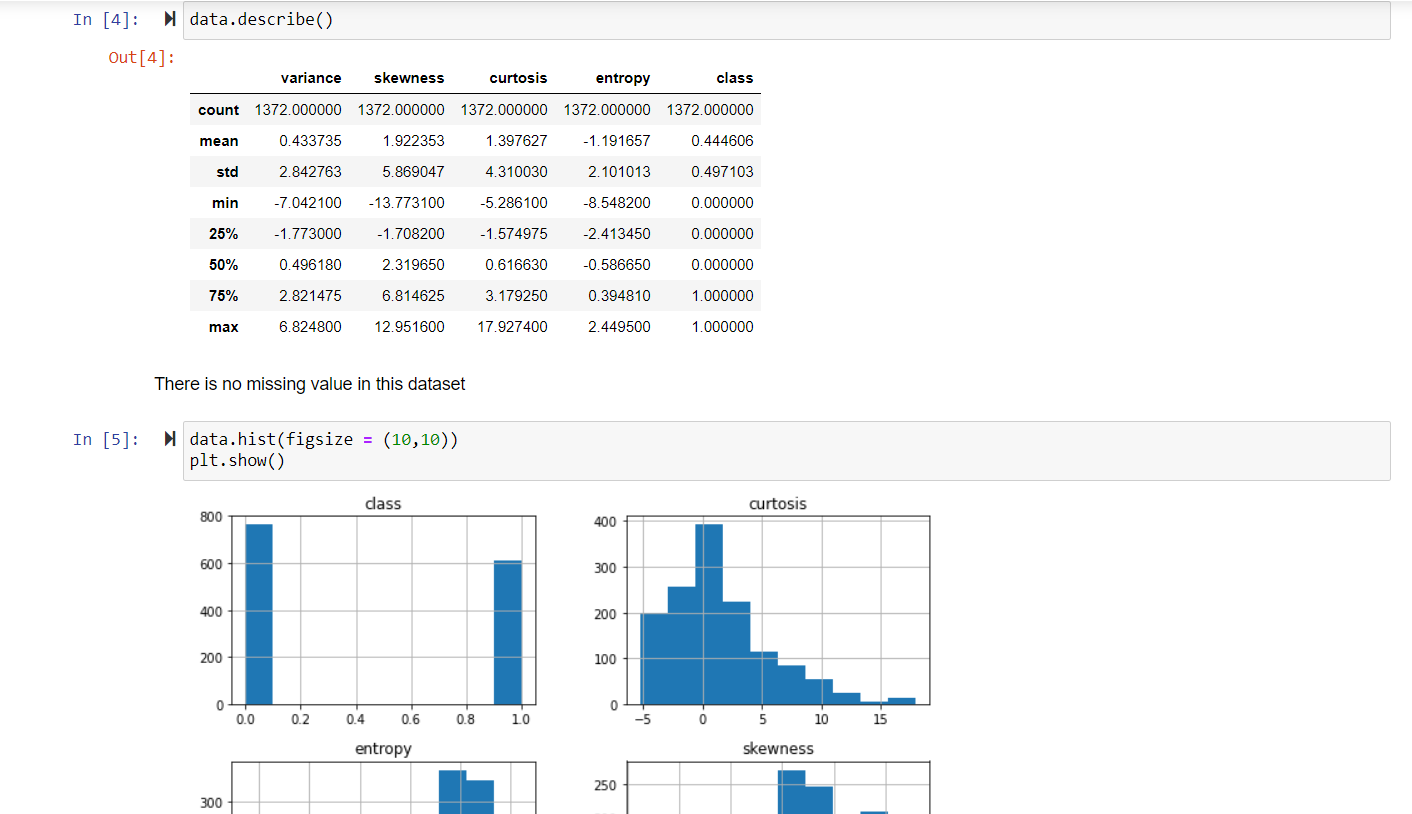 In [4]: data.describe()
Out[4]:
variance skewness curtosis entropy class
count 1372.000000 1372.000000 1372.000000 1372.000000 1372.000000
mean 0.433735 1.922353 1.397627 -1.191657 0.444606
std 2.842763 5.869047 4.310030 2.101013 0.497103
min -7.042100 -13.773100 -5.286100 -8.548200 0.000000
25% -1.773000 -1.708200 -1.574975 -2.413450 0.000000
50% 0.496180 2.319650 0.616630 -0.586650 0.000000
75% 2.821475 6.814625 3.179250 0.394810 1.000000
max 6.824800 12.951600 17.927400 2.449500 1.000000
There is no missing value in this dataset
In [5]: data.hist(figsize = (10,10))
plt.show()
class
800
600
400
200
0
0.0 0.2 0.4 0.6 0.8 1.0
curtosis
400
300
200
100
0
−5 0 5 10 15
entropy
300
skewness
250